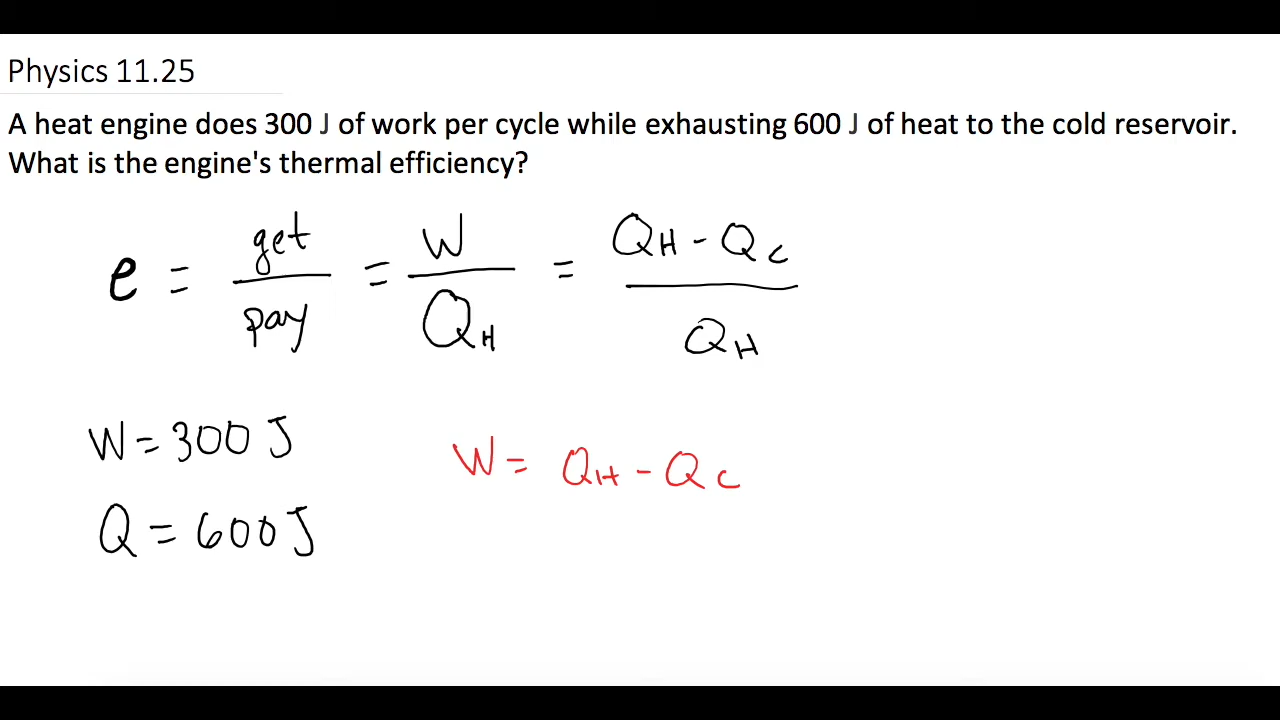 Physics 11.25
A heat engine does 300 J of work per cycle while exhausting 600 J of heat to the cold reservoir.
What is the engine's thermal efficiency?
e = get/pay = W/QH = QH - QC/QH
W = 300 J
W = QH - QC
Q = 600 J